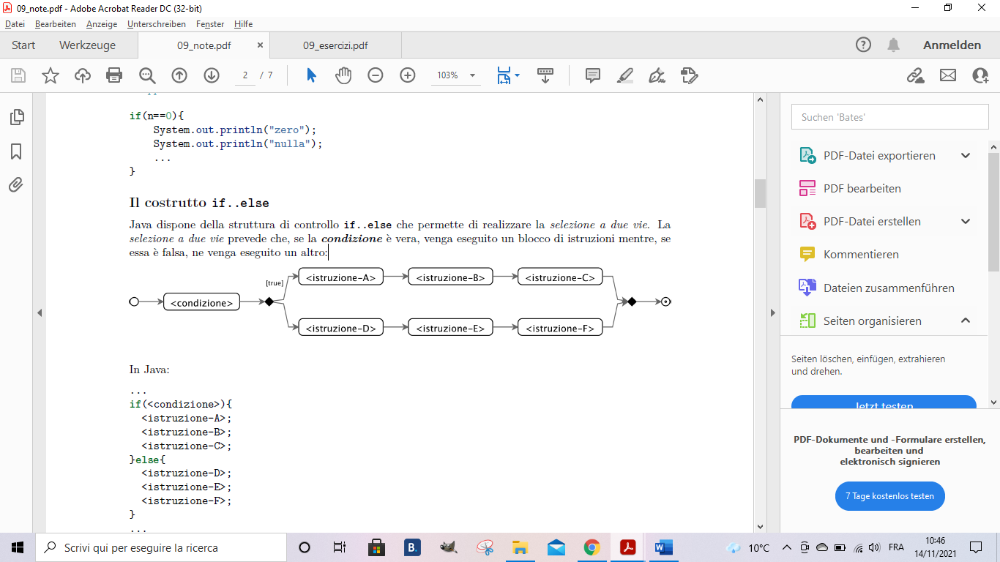 09_note.pdf - Adobe Acrobat Reader DC (32-bit)
Datei Bearbeiten Anzeige Unterschreiben Fenster Hilfe
Start Werkzeuge 09_note.pdf × 09_esercizi.pdf Anmelden
2 / 7 103%
if(n==0){
System.out.println("zero");
System.out.println("nulla");
...
}
Il costrutto if..else
Java dispone della struttura di controllo if..else che permette di realizzare la selezione a due vie. La
selezione a due vie prevede che, se la condizione è vera, venga eseguito un blocco di istruzioni mentre, se
essa è falsa, ne venga eseguito un altro:
<istruzione-A> <istruzione-B> <istruzione-C>
[true]
<condizione>
<istruzione-D> <istruzione-E> <istruzione-F>
In Java:
...
if(<condizione>){
<istruzione-A>;
<istruzione-B>;
<istruzione-C>;
}else{
<istruzione-D>;
<istruzione-E>;
<istruzione-F>;
}
...
Suchen 'Bates'
PDF-Datei exportieren
PDF bearbeiten
PDF-Datei erstellen
Kommentieren
Dateien zusammenführen
Seiten organisieren
Seiten löschen, einfügen, extrahieren
und drehen.
Jetzt testen
PDF-Dokumente und -Formulare erstellen,
bearbeiten und
elektronisch signieren
7 Tage kostenlos testen
Scrivi qui per eseguire la ricerca
B.
10°C
FRA
10:46
14/11/2021